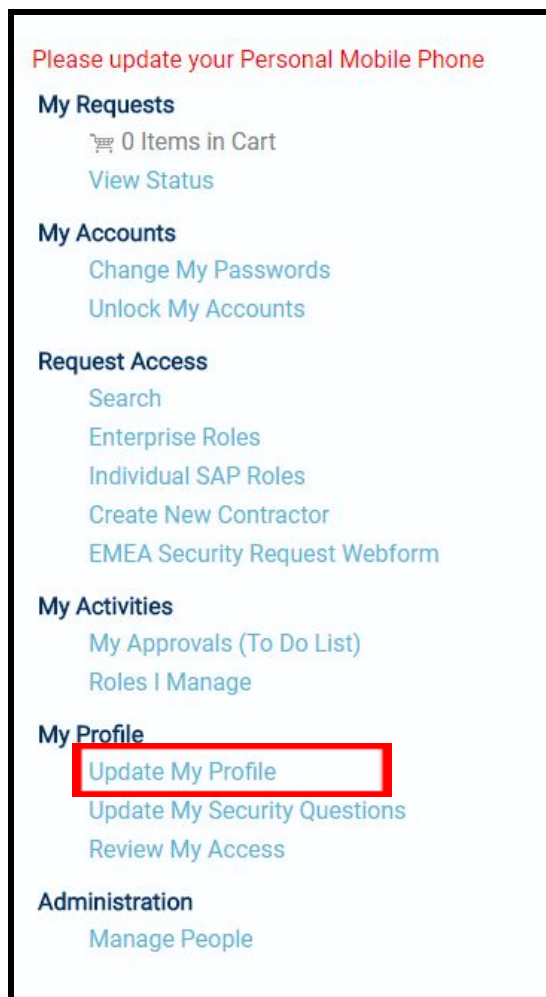 Please update your Personal Mobile Phone
My Requests
0 Items in Cart
View Status
My Accounts
Change My Passwords
Unlock My Accounts
Request Access
Search
Enterprise Roles
Individual SAP Roles
Create New Contractor
EMEA Security Request Webform
My Activities
My Approvals (To Do List)
Roles I Manage
My Profile
Update My Profile
Update My Security Questions
Review My Access
Administration
Manage People